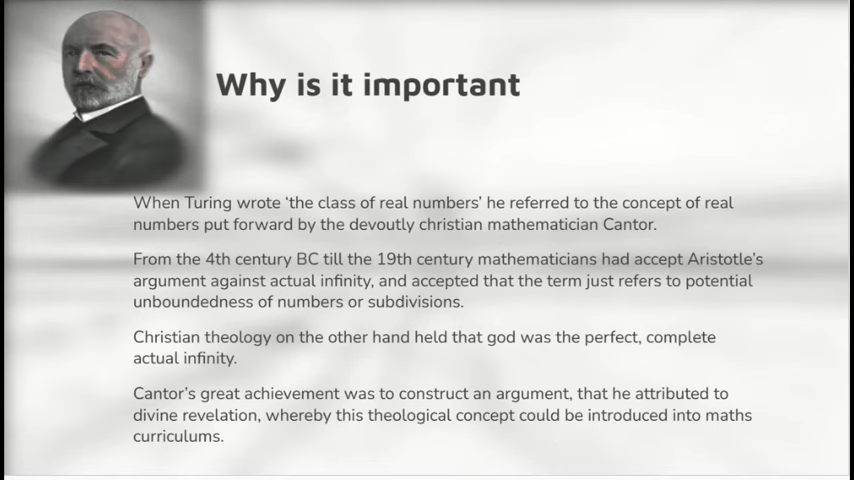 Why is it important
When Turing wrote ‘the class of real numbers’ he referred to the concept of real
numbers put forward by the devoutly christian mathematician Cantor.
From the 4th century BC till the 19th century mathematicians had accept Aristotle’s
argument against actual infinity, and accepted that the term just refers to potential
unboundedness of numbers or subdivisions.
Christian theology on the other hand held that god was the perfect, complete
actual infinity.
Cantor’s great achievement was to construct an argument, that he attributed to
divine revelation, whereby this theological concept could be introduced into maths
curriculums.